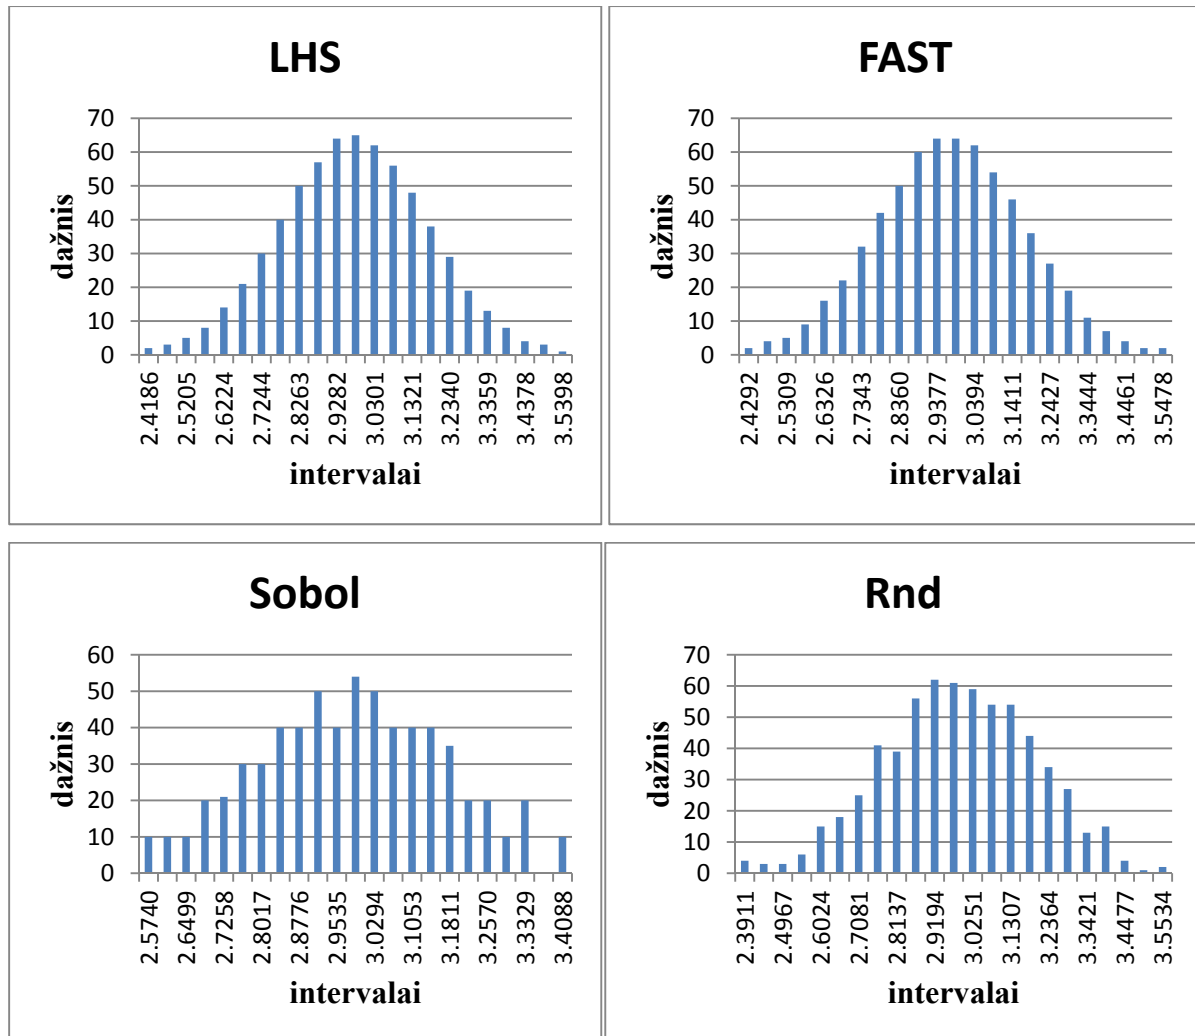 LHS
70
60
50
40
30
20
10
0
dažnis
2.4186 2.5205 2.6224 2.7244 2.8263 2.9282 3.0301 3.1321 3.2340 3.3359 3.4378 3.5398
intervalai
FAST
70
60
50
40
30
20
10
0
dažnis
2.4292 2.5309 2.6326 2.7343 2.8360 2.9377 3.0394 3.1411 3.2427 3.3444 3.4461 3.5478
intervalai
Sobol
60
50
40
30
20
10
0
dažnis
2.5740 2.6499 2.7258 2.8017 2.8776 2.9535 3.0294 3.1053 3.1811 3.2570 3.3329 3.4088
intervalai
Rnd
70
60
50
40
30
20
10
0
dažnis
2.3911 2.4967 2.6024 2.7081 2.8137 2.9194 3.0251 3.1307 3.2364 3.3421 3.4477 3.5534
intervalai